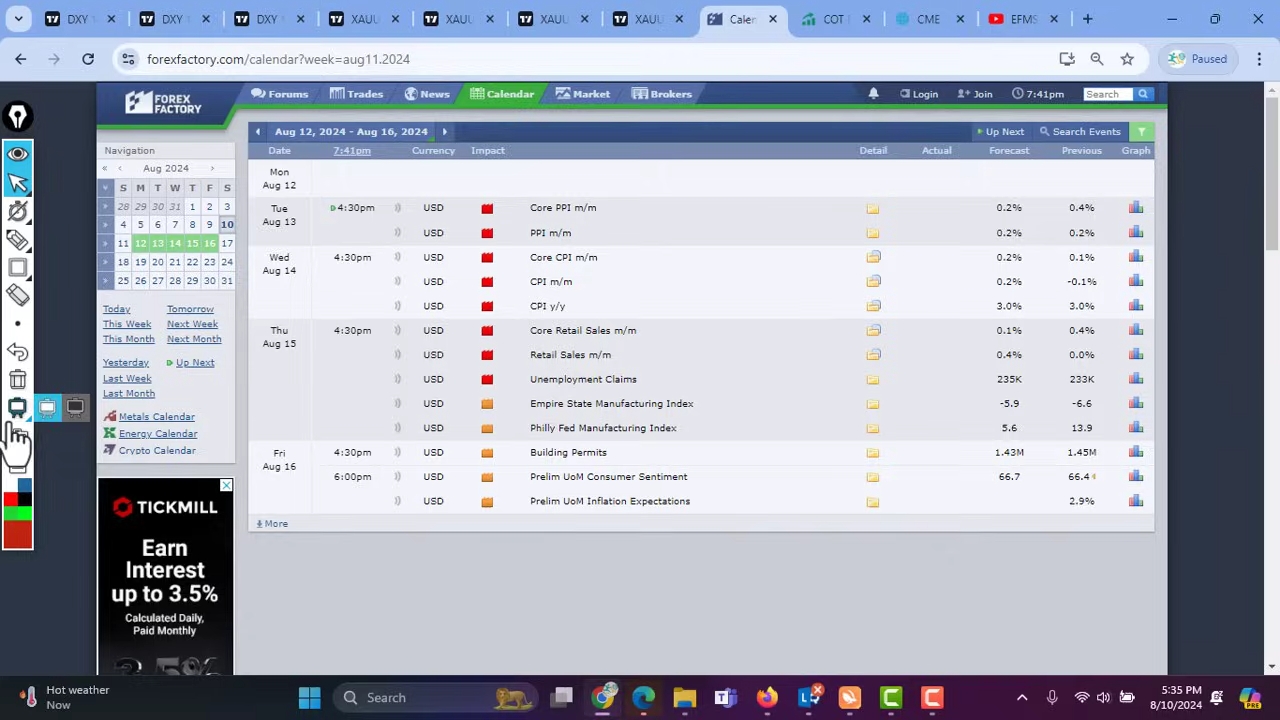 DXY
DXY
DXY
XAUU
XAUU
XAUU
XAUU
Calen
COT
CME
EFMS
forexfactory.com/calendar?week=aug11.2024
Paused
FOREX FACTORY
Forums
Trades
News
Calendar
Market
Brokers
Login
Join
7:41pm
Search
Navigation
« ‹ Aug 2024 ›
S M T W T F S
28 29 30 31 1 2 3
4 5 6 7 8 9 10
11 12 13 14 15 16 17
18 19 20 21 22 23 24
25 26 27 28 29 30 31
Today Tomorrow
This Week Next Week
This Month Next Month
Yesterday Up Next
Last Week
Last Month
Metals Calendar
Energy Calendar
Crypto Calendar
TICKMILL
Earn
Interest
up to 3.5%
Calculated Daily,
Paid Monthly
Aug 12, 2024 - Aug 16, 2024
Up Next Search Events
Date 7:41pm Currency Impact Detail Actual Forecast Previous Graph
Mon
Aug 12
Tue
Aug 13
4:30pm USD Core PPI m/m 0.2% 0.4%
USD PPI m/m 0.2% 0.2%
Wed
Aug 14
4:30pm USD Core CPI m/m 0.2% 0.1%
USD CPI m/m 0.2% -0.1%
USD CPI y/y 3.0% 3.0%
Thu
Aug 15
4:30pm USD Core Retail Sales m/m 0.1% 0.4%
USD Retail Sales m/m 0.4% 0.0%
USD Unemployment Claims 235K 233K
USD Empire State Manufacturing Index -5.9 -6.6
USD Philly Fed Manufacturing Index 5.6 13.9
Fri
Aug 16
4:30pm USD Building Permits 1.43M 1.45M
6:00pm USD Prelim UoM Consumer Sentiment 66.7 66.4
USD Prelim UoM Inflation Expectations 2.9%
More
Hot weather
Now
Search
5:35 PM
8/10/2024